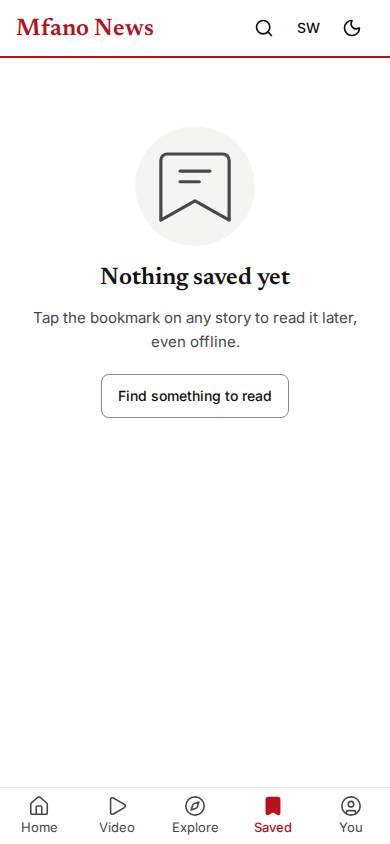 Mfano News
SW
Nothing saved yet
Tap the bookmark on any story to read it later,
even offline.
Find something to read
Home
Video
Explore
Saved
You